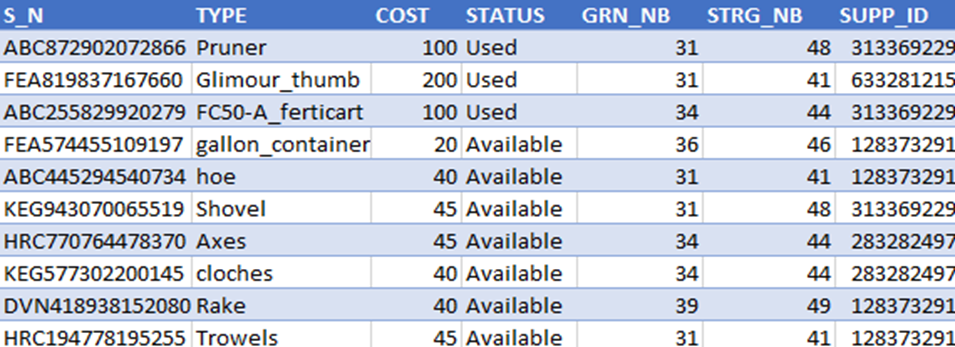 S_N TYPE COST STATUS GRN_NB STRG_NB SUPP_ID
ABC872902072866 Pruner 100 Used 31 48 313369229
FEA819837167660 Glimour_thumb 200 Used 31 41 633281215
ABC255829920279 FC50-A_ferticart 100 Used 34 44 313369229
FEA574455109197 gallon_container 20 Available 36 46 128373291
ABC445294540734 hoe 40 Available 31 41 128373291
KEG943070065519 Shovel 45 Available 31 48 313369229
HRC770764478370 Axes 45 Available 34 44 283282497
KEG577302200145 cloches 40 Available 34 44 283282497
DVN418938152080 Rake 40 Available 39 49 128373291
HRC194778195255 Trowels 45 Available 31 41 128373291